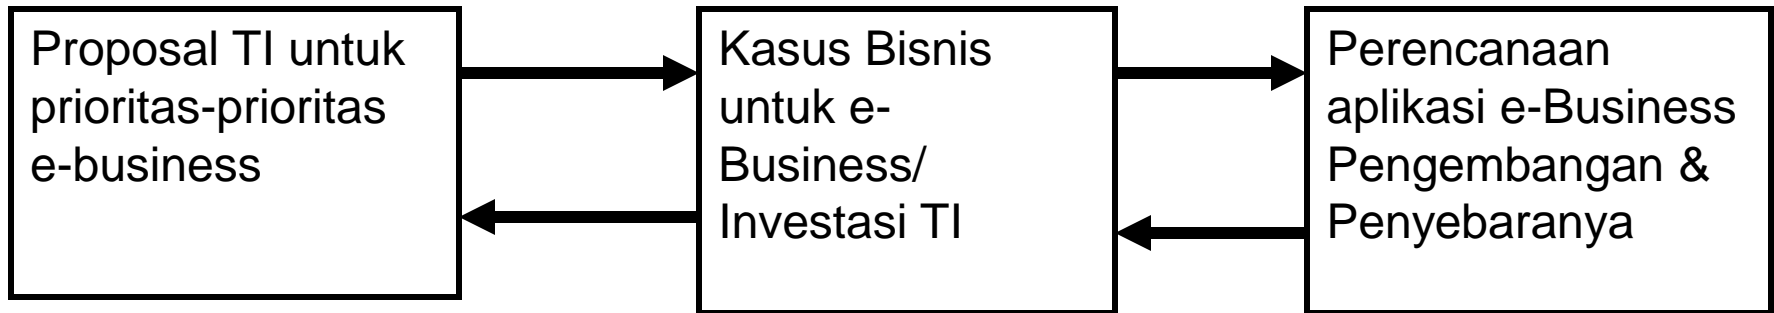 Proposal TI untuk
prioritas-prioritas
e-business
Kasus Bisnis
untuk e-
Business/
Investasi TI
Perencanaan
aplikasi e-Business
Pengembangan &
Penyebaranya